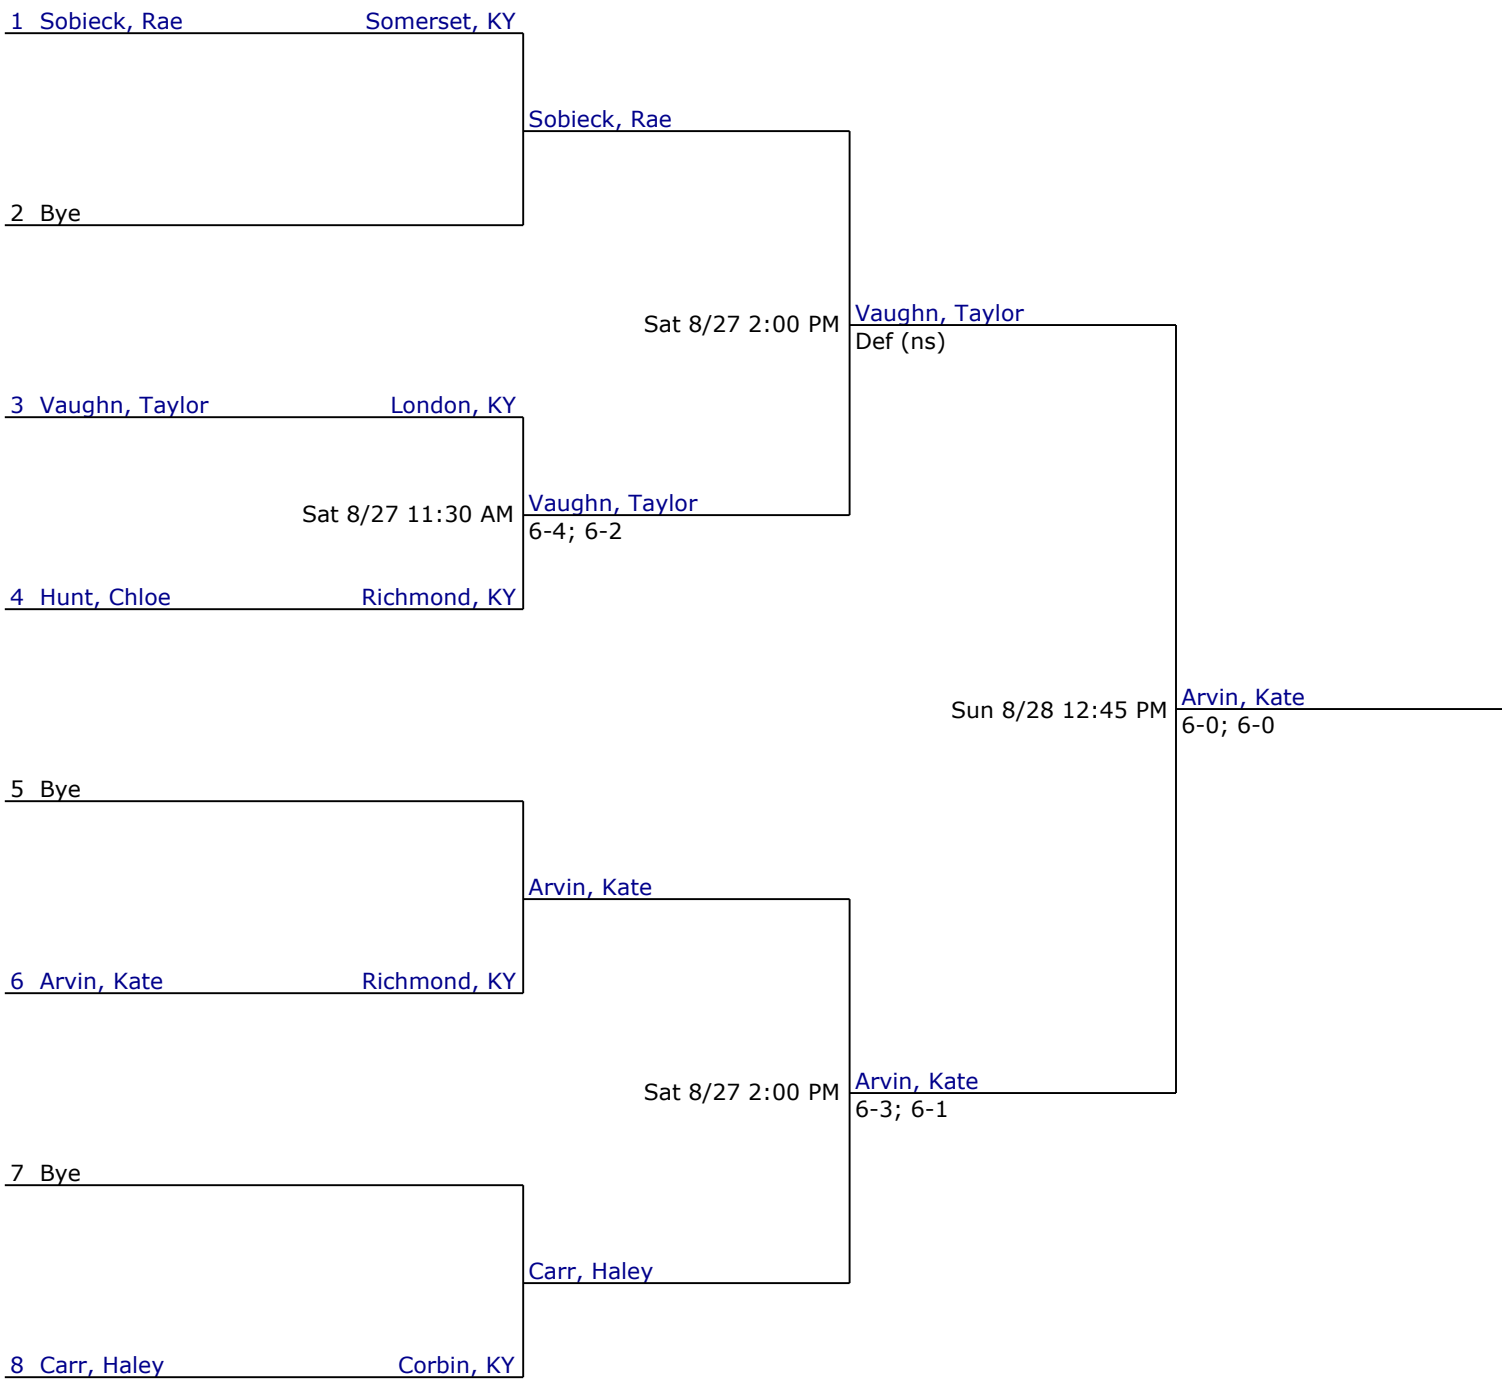 1 Sobieck, Rae Somerset, KY
Sobieck, Rae
2 Bye
Sat 8/27 2:00 PM
Vaughn, Taylor
Def (ns)
3 Vaughn, Taylor London, KY
Sat 8/27 11:30 AM
Vaughn, Taylor
6-4; 6-2
4 Hunt, Chloe Richmond, KY
Sun 8/28 12:45 PM
Arvin, Kate
6-0; 6-0
5 Bye
Arvin, Kate
6 Arvin, Kate Richmond, KY
Sat 8/27 2:00 PM
Arvin, Kate
6-3; 6-1
7 Bye
Carr, Haley
8 Carr, Haley Corbin, KY